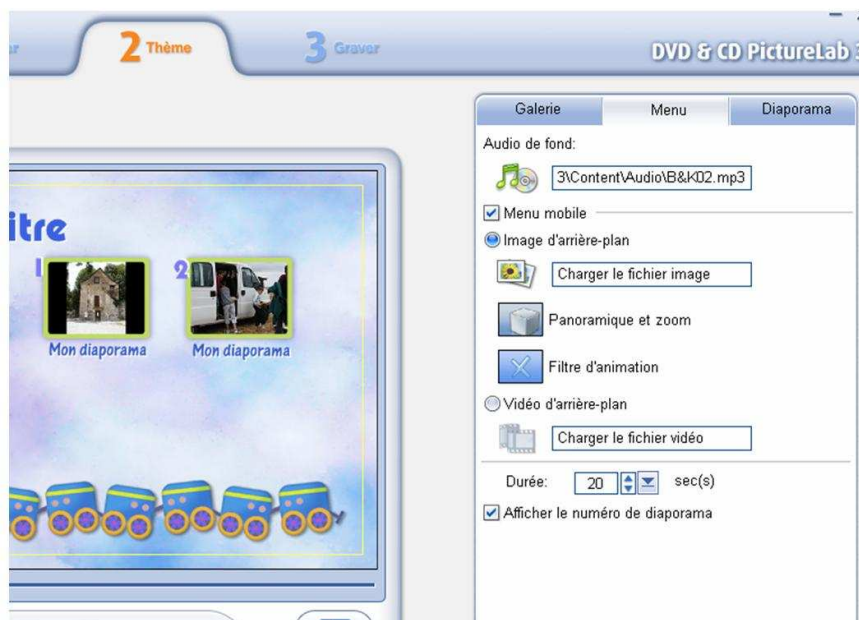 2 Thème
3 Graver
DVD & CD PictureLab
Galerie Menu Diaporama
Audio de fond:
3\Content\Audio\B&K02.mp3
Menu mobile
Image d'arrière-plan
Charger le fichier image
Panoramique et zoom
Filtre d'animation
Vidéo d'arrière-plan
Charger le fichier vidéo
Durée: 20 sec(s)
Afficher le numéro de diaporama
itre
1 2
Mon diaporama Mon diaporama